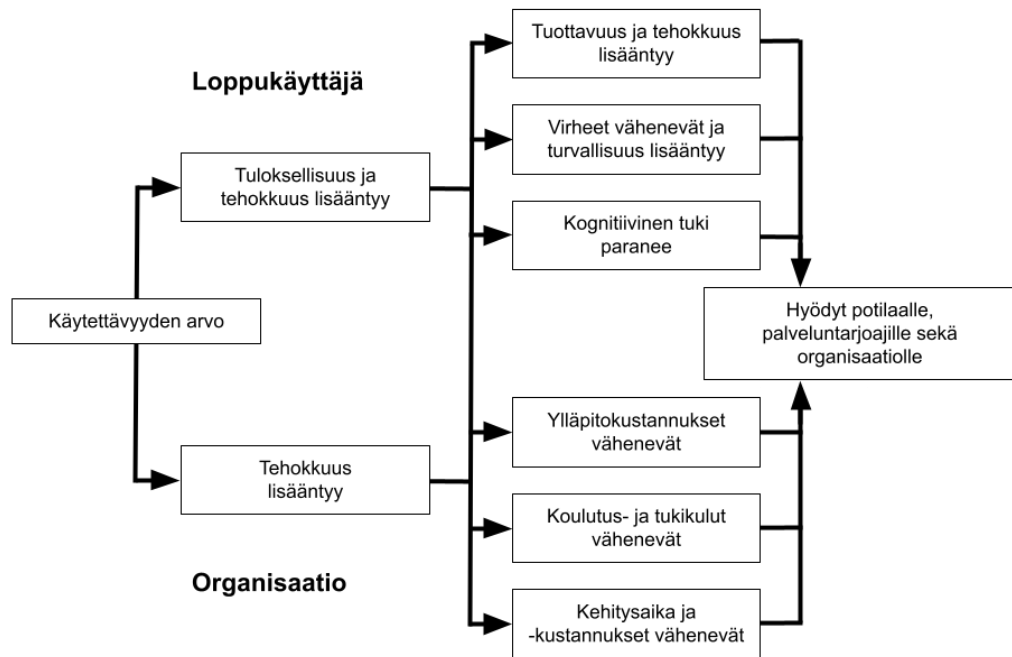 Tuottavuus ja tehokkuus
lisääntyy
Loppukäyttäjä
Virheet vähenevät ja
turvallisuus lisääntyy
Tuloksellisuus ja
tehokkuus lisääntyy
Kognitiivinen tuki
paranee
Käytettävyyden arvo
Hyödyt potilaalle,
palveluntarjoajille sekä
organisaatiolle
Ylläpitokustannukset
vähenevät
Tehokkuus
lisääntyy
Koulutus- ja tukikulut
vähenevät
Organisaatio
Kehitysaika ja
-kustannukset vähenevät